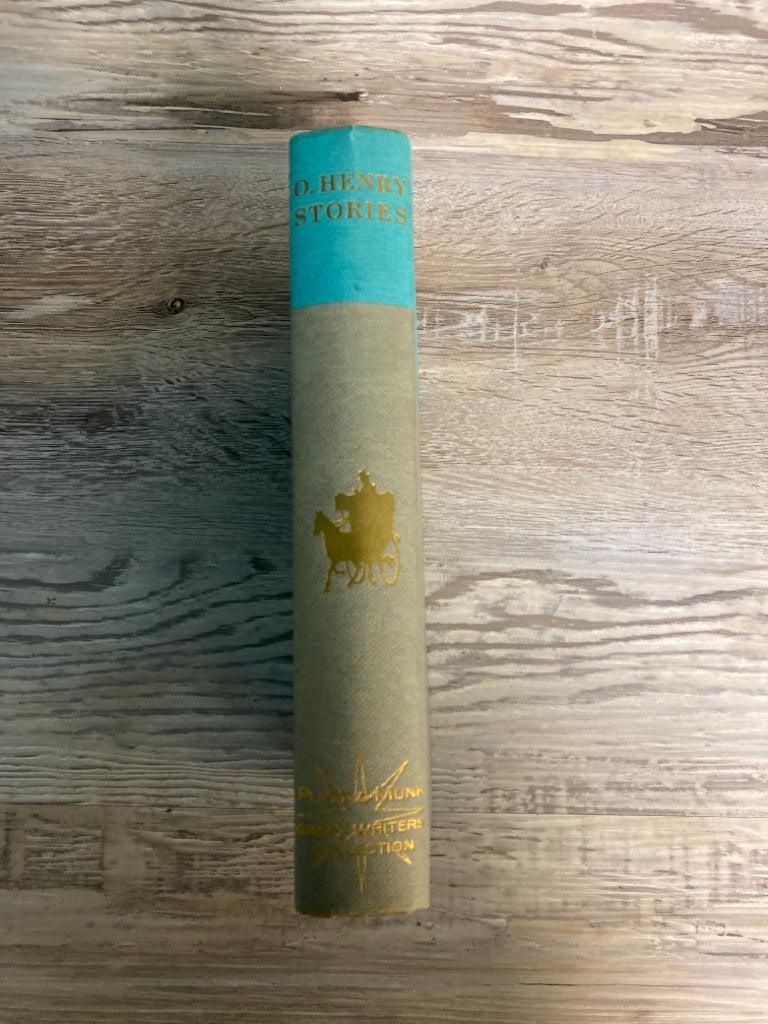 O. HENRY
STORIES
PLATT & MUNK
GREAT WRITERS
COLLECTION